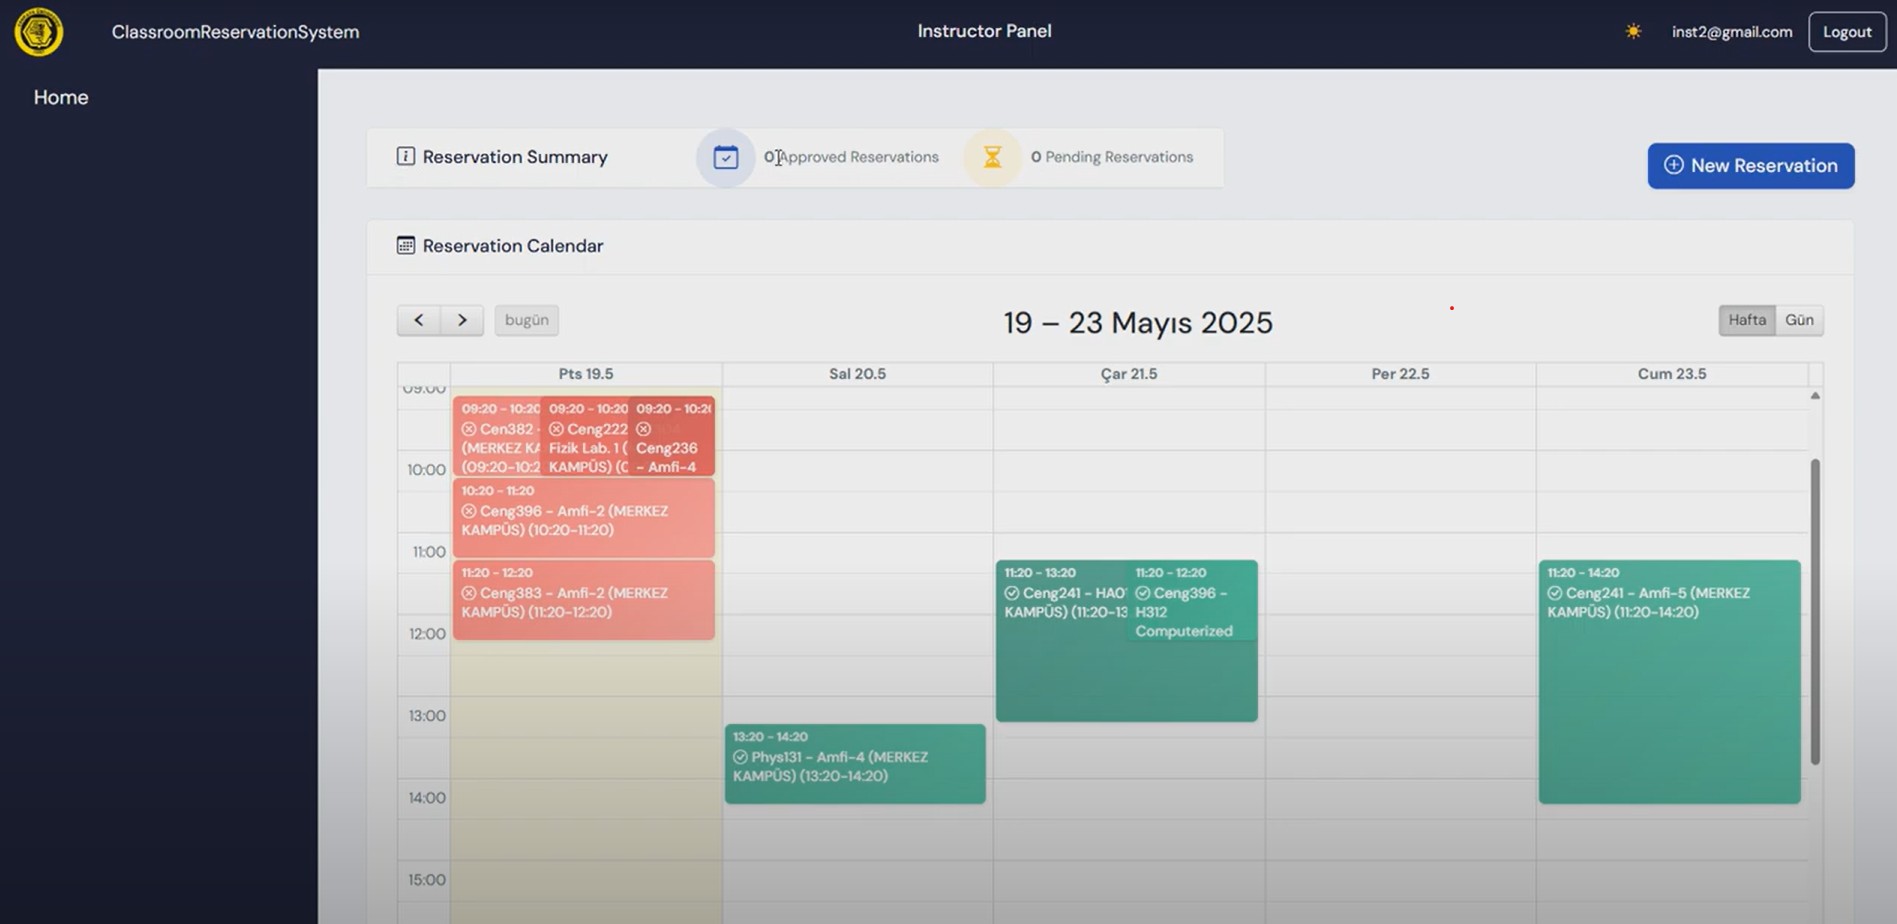 ClassroomReservationSystem
Instructor Panel
inst2@gmail.com
Logout
Home
Reservation Summary
0 Approved Reservations
0 Pending Reservations
New Reservation
Reservation Calendar
bugün
19 – 23 Mayıs 2025
Hafta
Gün
Pts 19.5
Sal 20.5
Çar 21.5
Per 22.5
Cum 23.5
09:00
10:00
11:00
12:00
13:00
14:00
15:00
09:20 - 10:20
Cen382 -
(MERKEZ KA
(09:20-10:2
09:20 - 10:20
Ceng222
Fizik Lab. 1 (
KAMPÜS) (
09:20 - 10:2
Ceng236
- Amfi-4
10:20 - 11:20
Ceng396 - Amfi-2 (MERKEZ
KAMPÜS) (10:20-11:20)
11:20 - 12:20
Ceng383 - Amfi-2 (MERKEZ
KAMPÜS) (11:20-12:20)
13:20 - 14:20
Phys131 - Amfi-4 (MERKEZ
KAMPÜS) (13:20-14:20)
11:20 - 13:20
Ceng241 - HA0
KAMPÜS) (11:20-13
11:20 - 12:20
Ceng396 -
H312
Computerized
11:20 - 14:20
Ceng241 - Amfi-5 (MERKEZ
KAMPÜS) (11:20-14:20)